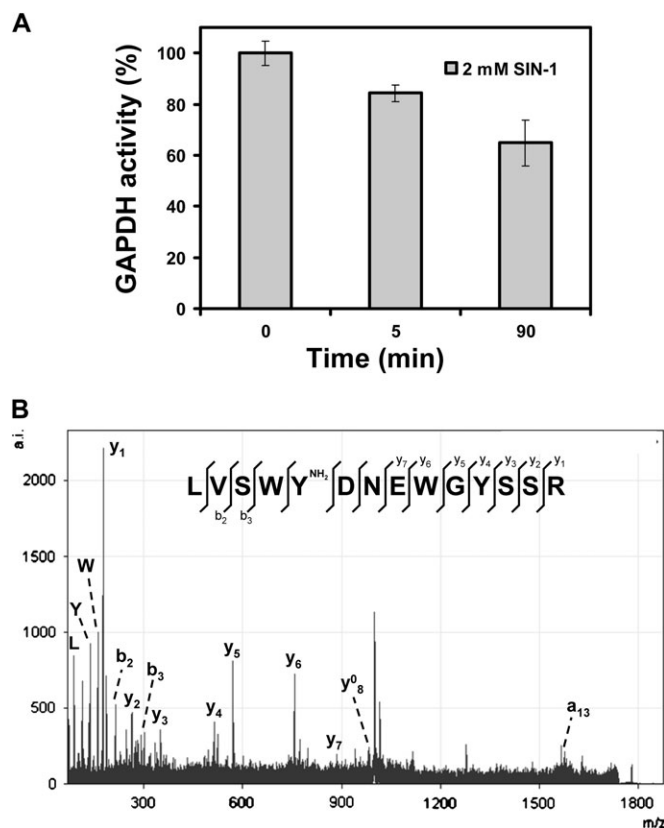 A
GAPDH activity (%)
120
100
80
60
40
20
0
2 mM SIN-1
0 5 90
Time (min)
B
a.i.
2000
1500
1000
500
0
y₁
W
Y
L
b₂
y₂
b₃
y₃
y₄
y₅
y₆
y₇
y⁰₈
a₁₃
y₇ y₆ y₅ y₄ y₃ y₂ y₁
L V S W Y NH₂ D N E W G Y S S R
b₂ b₃
300 600 900 1200 1500 1800
m/z